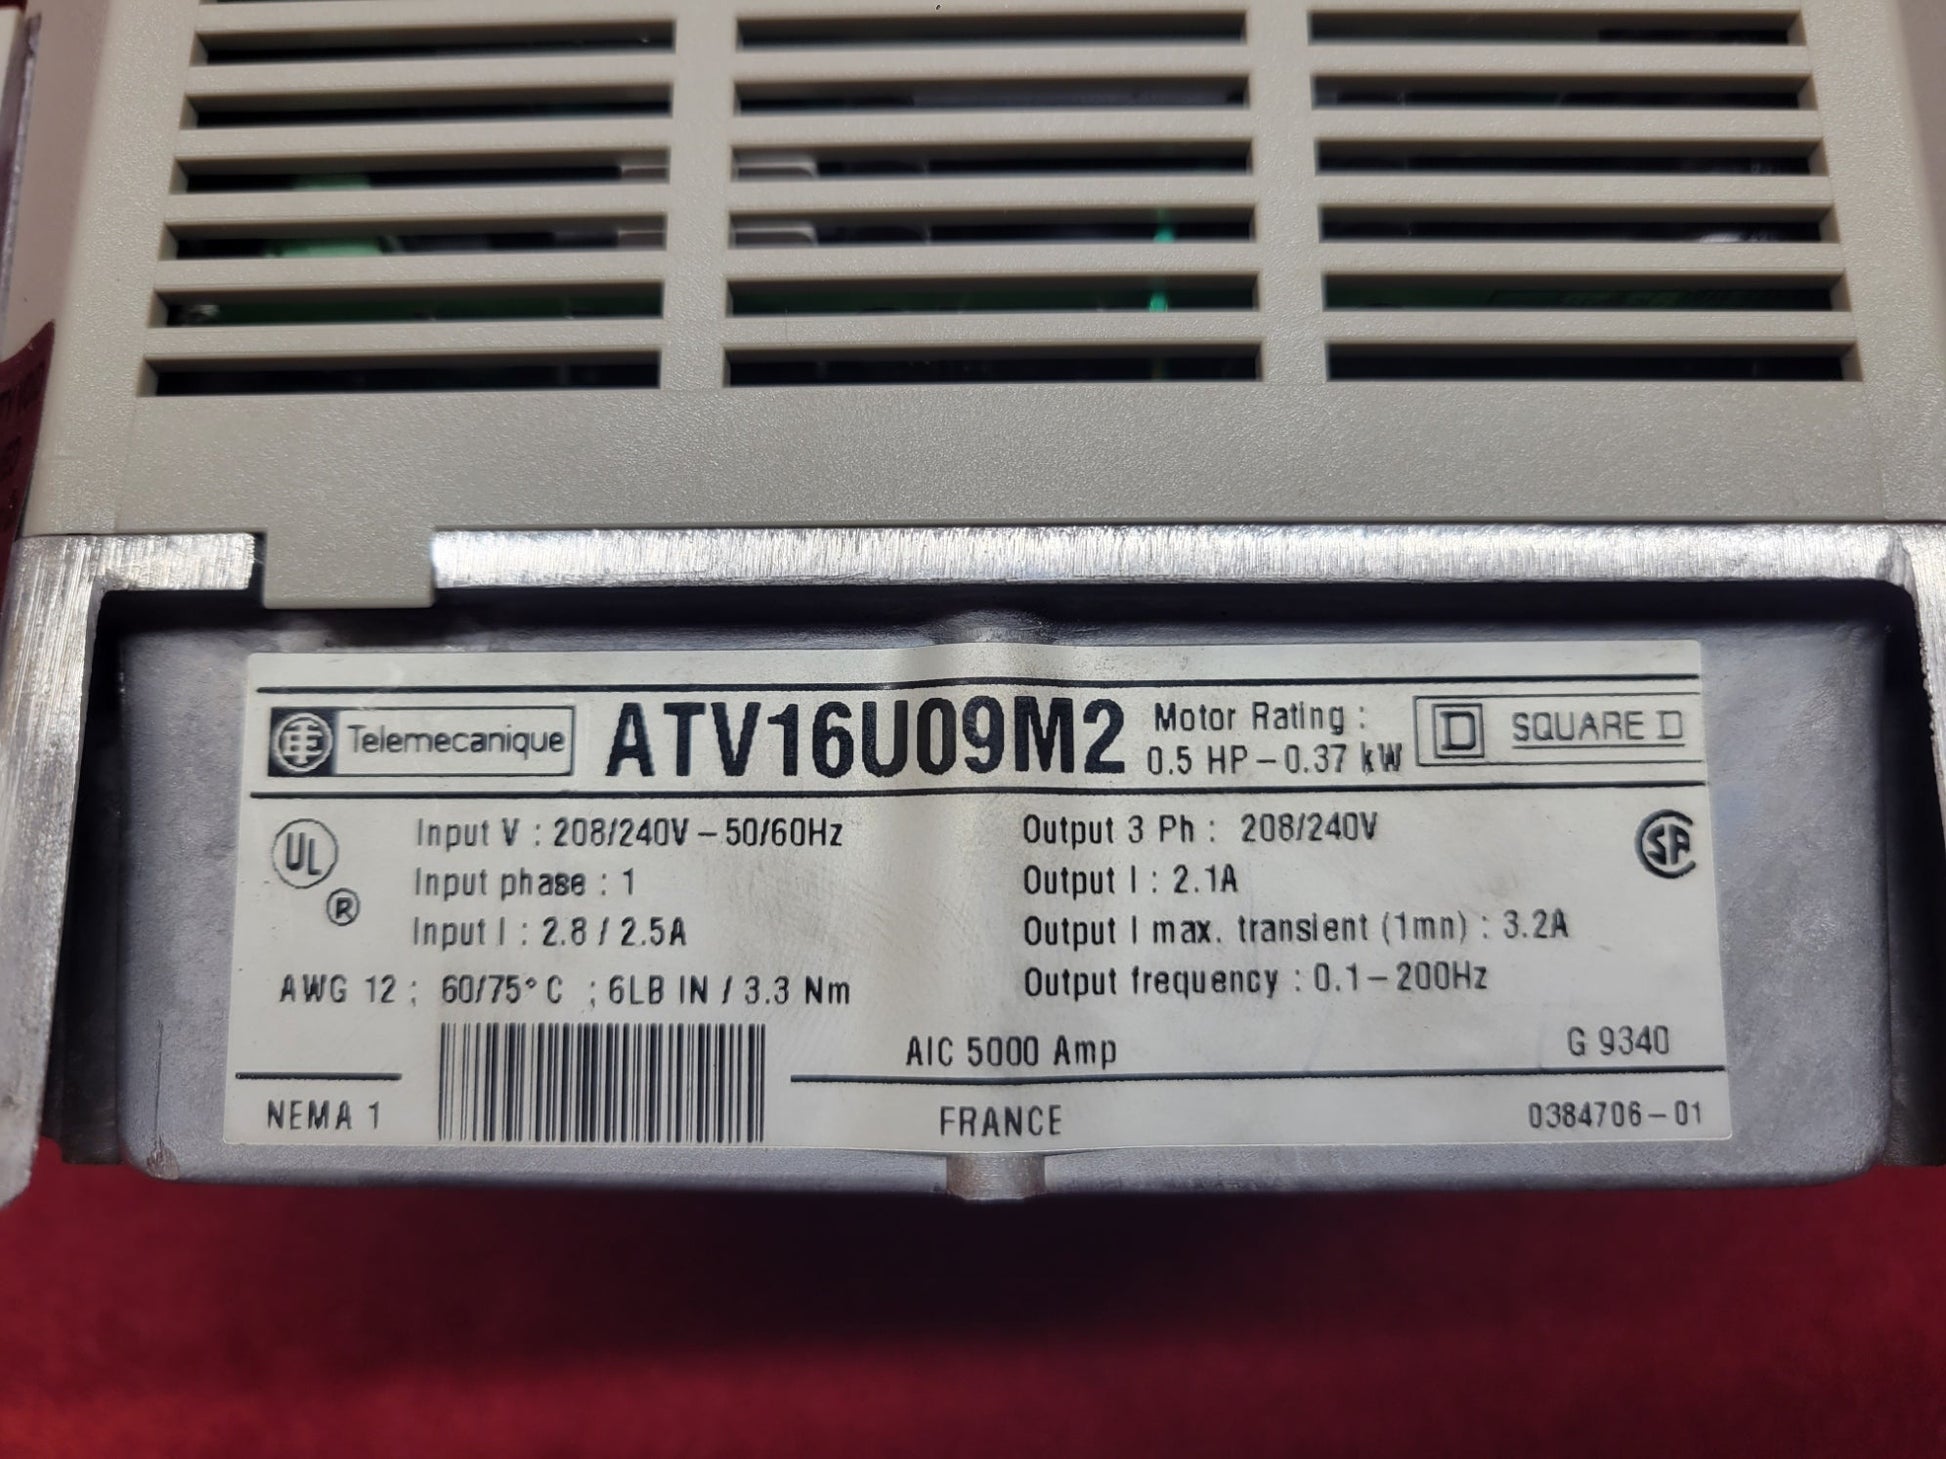 Telemecanique ATV16U09M2 Motor Rating : 0.5 HP – 0.37 kW SQUARE D
UL ®
Input V : 208/240V – 50/60Hz
Input phase : 1
Input I : 2.8 / 2.5A
AWG 12 ; 60/75° C ; 6LB IN / 3.3 Nm
Output 3 Ph : 208/240V
Output I : 2.1A
Output I max. transient (1mn) : 3.2A
Output frequency : 0.1 – 200Hz
SA
AIC 5000 Amp
G 9340
NEMA 1
FRANCE
0384706 – 01